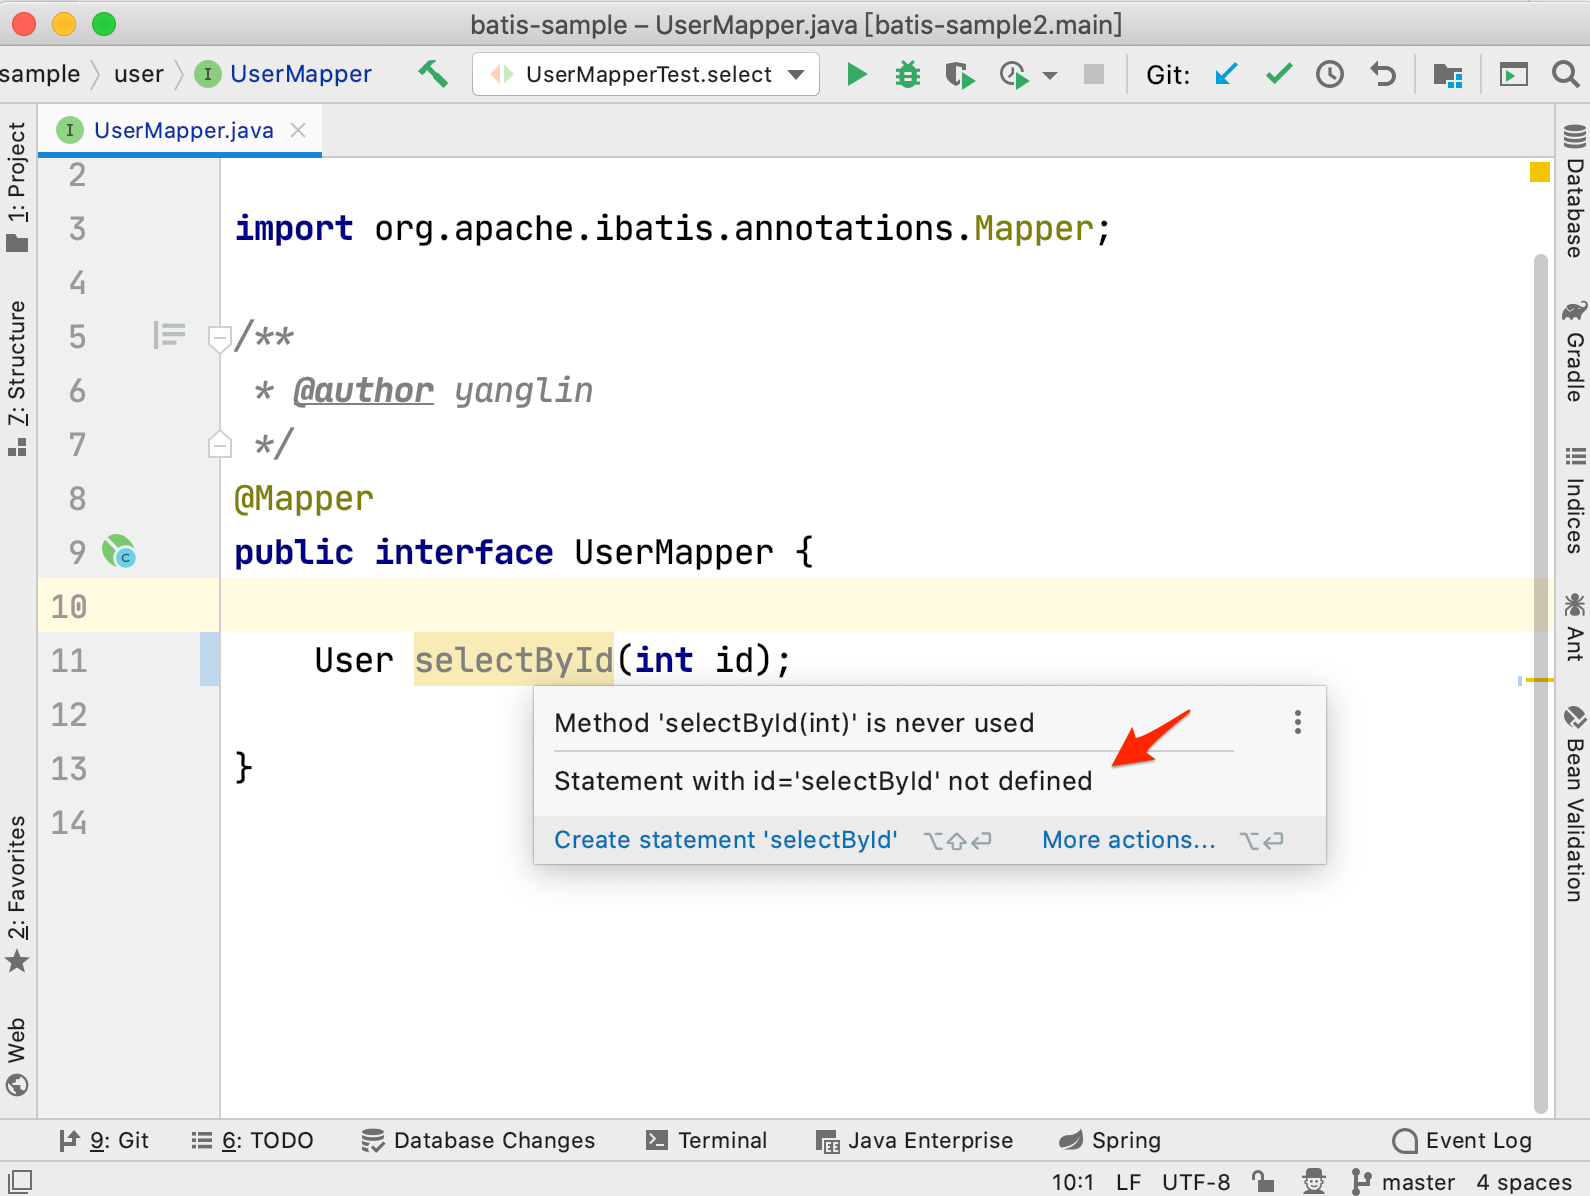 batis-sample – UserMapper.java [batis-sample2.main]
sample user I UserMapper UserMapperTest.select Git:
I UserMapper.java
1: Project
7: Structure
2: Favorites
Web
2
3 import org.apache.ibatis.annotations.Mapper;
4
5 /**
6 * @author yanglin
7 */
8 @Mapper
9 public interface UserMapper {
10
11 User selectById(int id);
12
13 }
14
Method 'selectById(int)' is never used
Statement with id='selectById' not defined
Create statement 'selectById' ⌥⇧⏎ More actions... ⌥⏎
Database
Gradle
Indices
Ant
Bean Validation
9: Git 6: TODO Database Changes Terminal Java Enterprise Spring Event Log
10:1 LF UTF-8 master 4 spaces